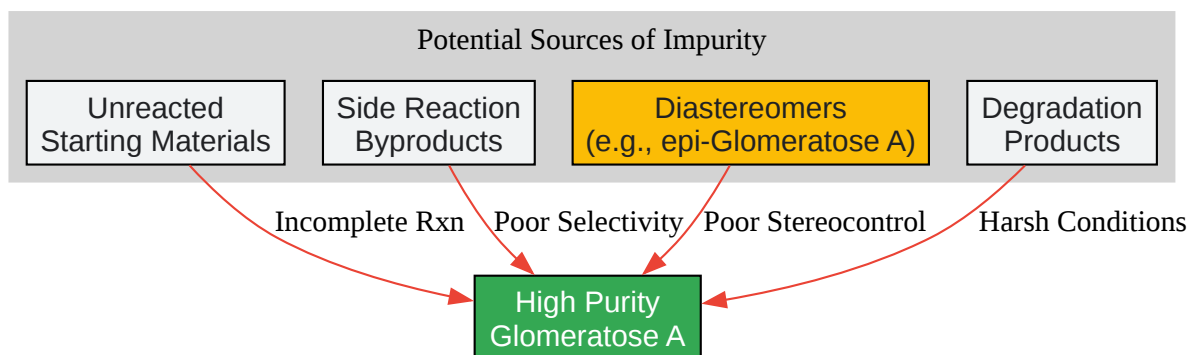 Potential Sources of Impurity
Unreacted
Starting Materials
Side Reaction
Byproducts
Diastereomers
(e.g., epi-Glomeratose A)
Degradation
Products
Incomplete Rxn
Poor Selectivity
Poor Stereocontrol
Harsh Conditions
High Purity
Glomeratose A